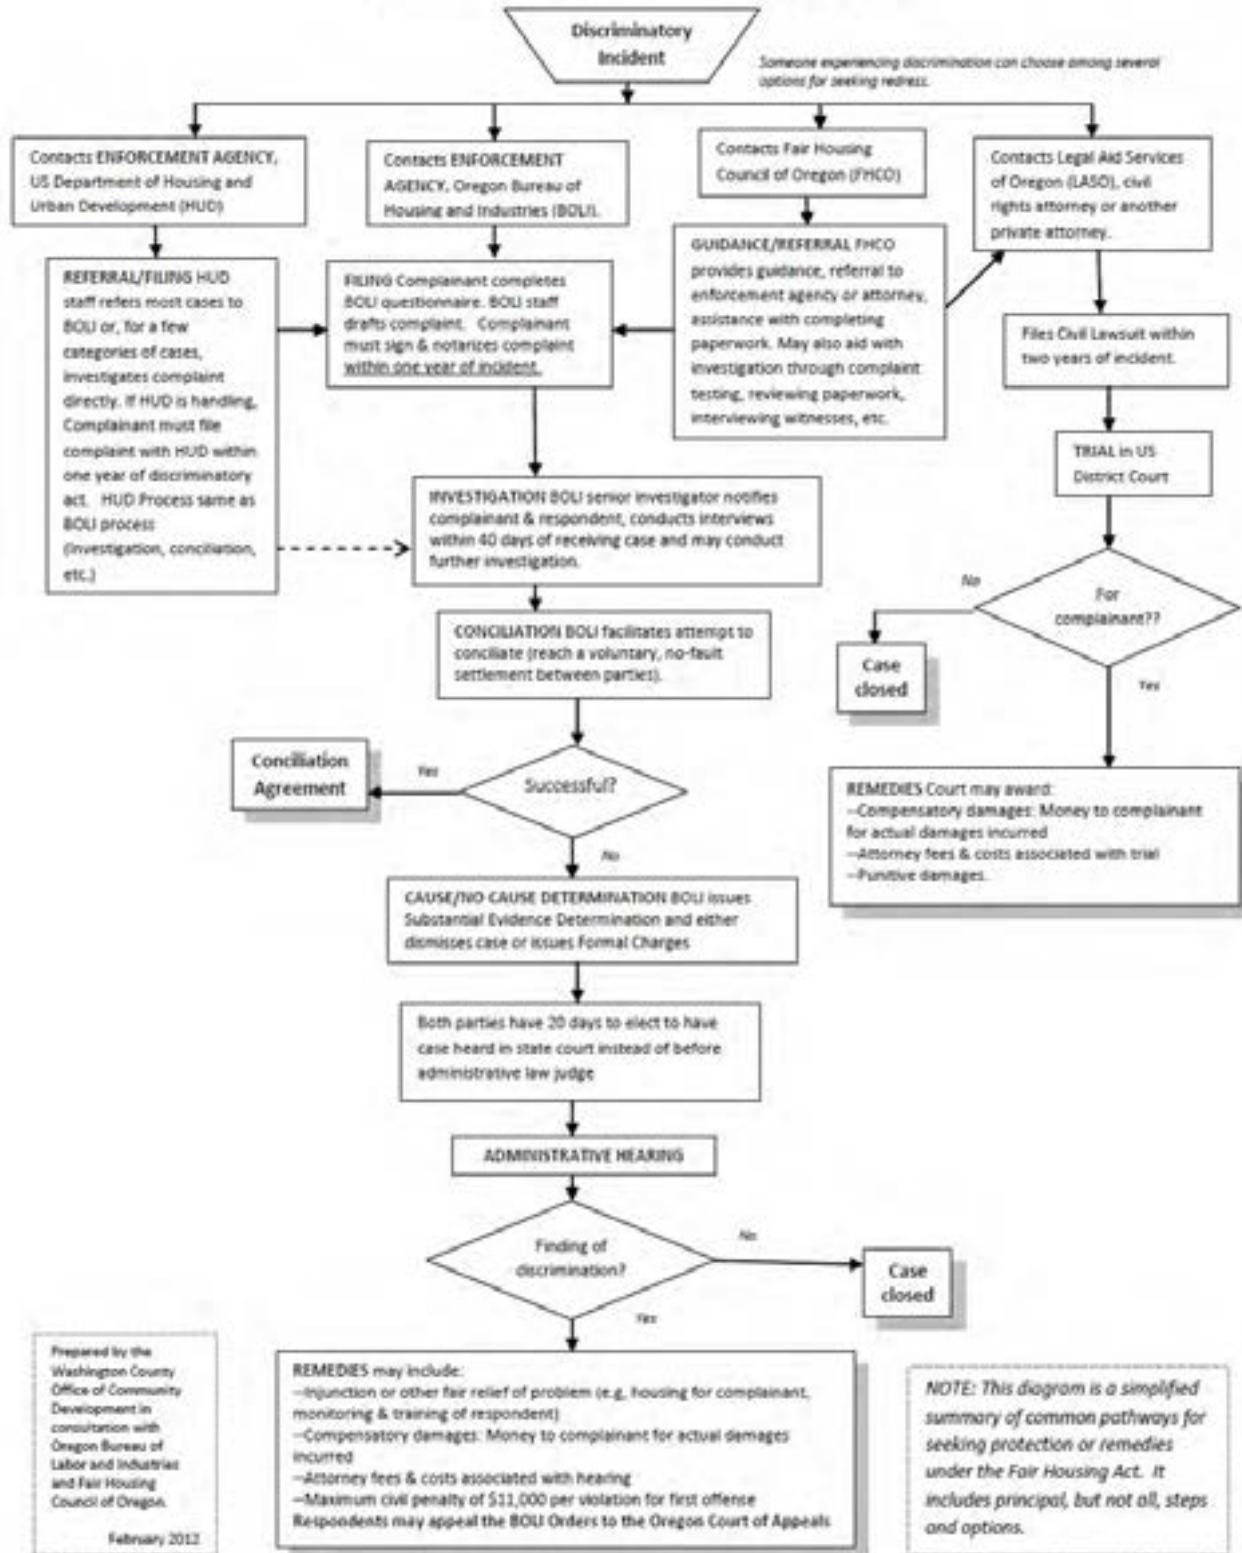 Discriminatory
Incident
Someone experiencing discrimination can choose among several
options for seeking redress.
Contacts ENFORCEMENT AGENCY,
US Department of Housing and
Urban Development (HUD)
Contacts ENFORCEMENT
AGENCY, Oregon Bureau of
Housing and Industries (BOLI).
Contacts Fair Housing
Council of Oregon (FHCO)
Contacts Legal Aid Services
of Oregon (LASO), civil
rights attorney or another
private attorney.
REFERRAL/FILING HUD
staff refers most cases to
BOLI or, for a few
categories of cases,
investigates complaint
directly. If HUD is handling,
Complainant must file
complaint with HUD within
one year of discriminatory
act. HUD Process same as
BOLI process
(Investigation, conciliation,
etc.)
FILING Complainant completes
BOLI questionnaire. BOLI staff
drafts complaint. Complainant
must sign & notarizes complaint
within one year of incident.
GUIDANCE/REFERRAL FHCO
provides guidance, referral to
enforcement agency or attorney,
assistance with completing
paperwork. May also aid with
investigation through complaint
testing, reviewing paperwork,
interviewing witnesses, etc.
Files Civil Lawsuit within
two years of incident.
TRIAL in US
District Court
INVESTIGATION BOLI senior investigator notifies
complainant & respondent, conducts interviews
within 40 days of receiving case and may conduct
further investigation.
For
complainant??
No
Case
closed
Yes
CONCILIATION BOLI facilitates attempt to
conciliate (reach a voluntary, no-fault
settlement between parties).
Successful?
Yes
Conciliation
Agreement
No
REMEDIES Court may award:
--Compensatory damages: Money to complainant
for actual damages incurred
--Attorney fees & costs associated with trial
--Punitive damages.
CAUSE/NO CAUSE DETERMINATION BOLI issues
Substantial Evidence Determination and either
dismisses case or issues Formal Charges
Both parties have 20 days to elect to have
case heard in state court instead of before
administrative law judge
ADMINISTRATIVE HEARING
Finding of
discrimination?
No
Case
closed
Yes
REMEDIES may include:
--Injunction or other fair relief of problem (e.g, housing for complainant,
monitoring & training of respondent)
--Compensatory damages: Money to complainant for actual damages
incurred
--Attorney fees & costs associated with hearing
--Maximum civil penalty of $11,000 per violation for first offense
Respondents may appeal the BOLI Orders to the Oregon Court of Appeals
Prepared by the
Washington County
Office of Community
Development in
consultation with
Oregon Bureau of
Labor and Industries
and Fair Housing
Council of Oregon.
February 2012
NOTE: This diagram is a simplified
summary of common pathways for
seeking protection or remedies
under the Fair Housing Act. It
includes principal, but not all, steps
and options.